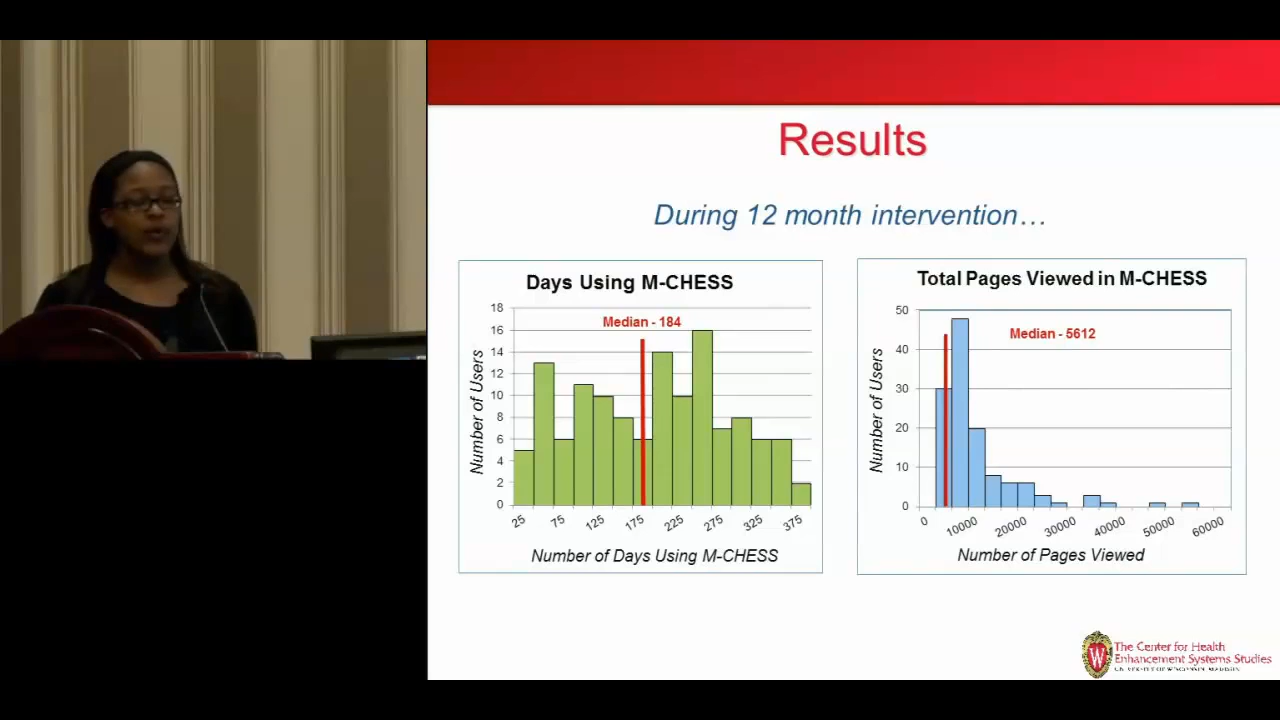 Results
During 12 month intervention…
Days Using M-CHESS
Median - 184
18
16
14
12
10
8
6
4
2
0
Number of Users
25 75 125 175 225 275 325 375
Number of Days Using M-CHESS
Total Pages Viewed in M-CHESS
Median - 5612
50
40
30
20
10
0
Number of Users
0 10000 20000 30000 40000 50000 60000
Number of Pages Viewed
W
The Center for Health
Enhancement Systems Studies